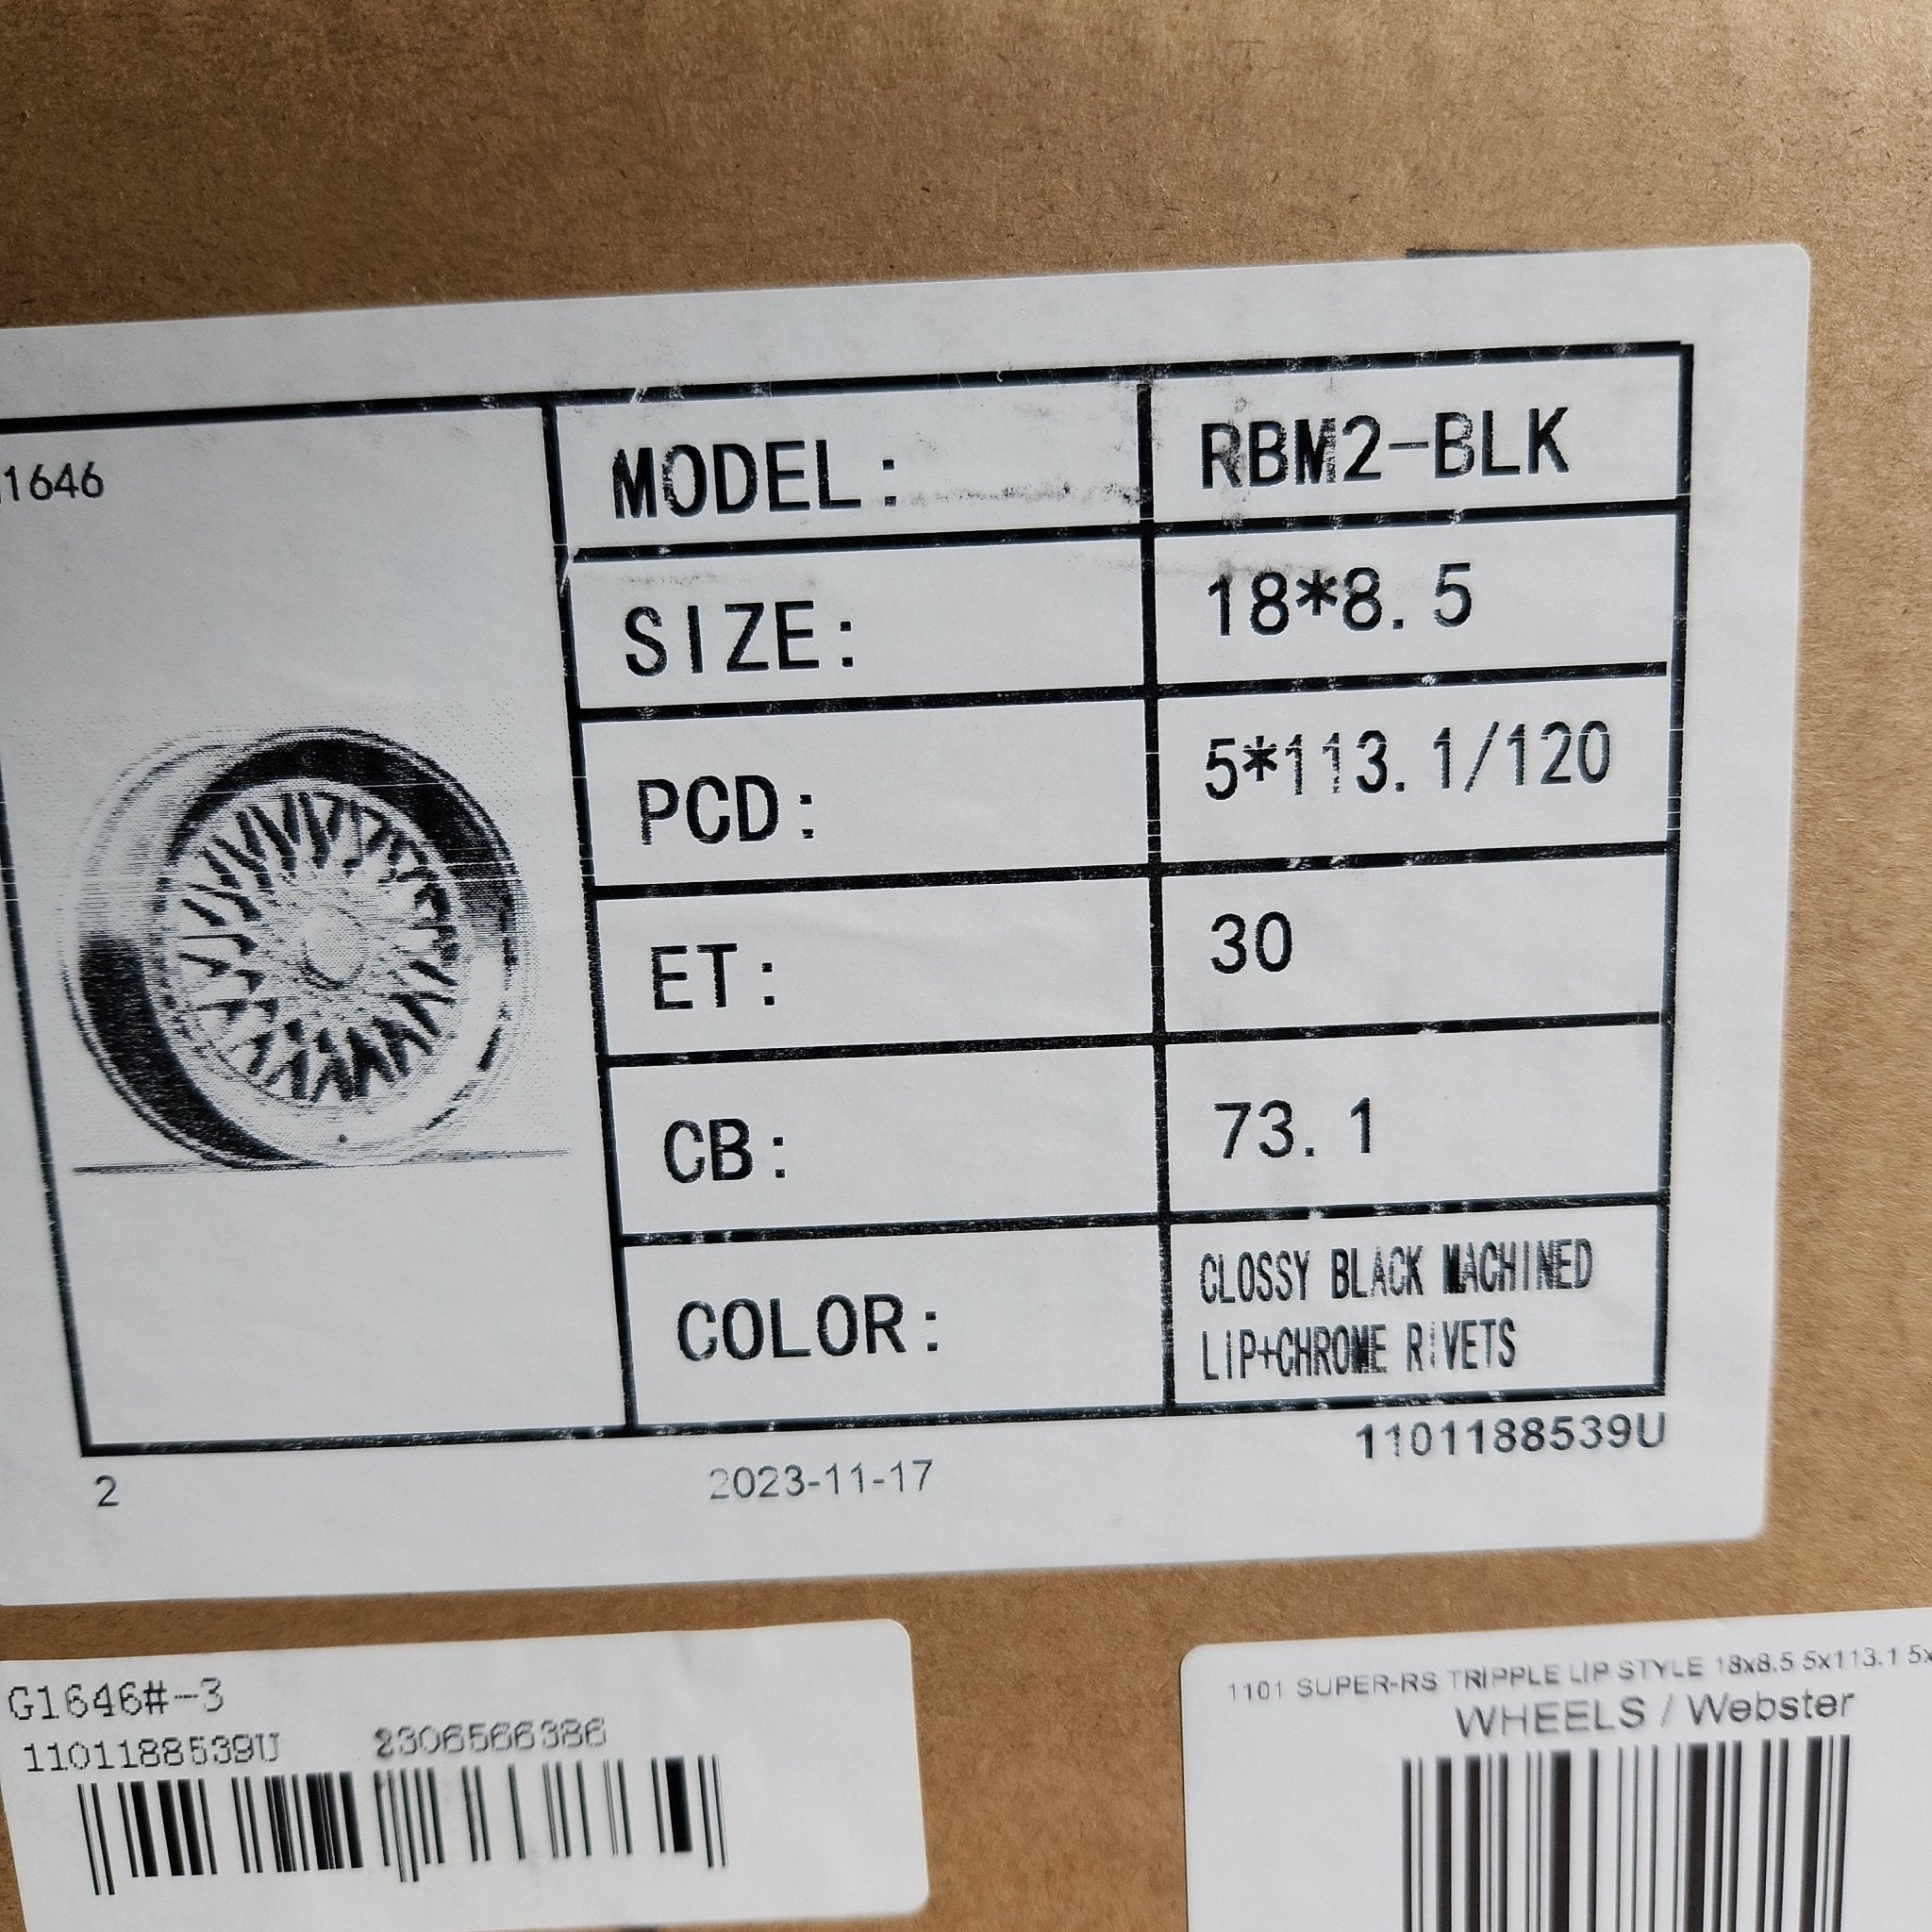 1646
MODEL: RBM2-BLK
SIZE: 18*8.5
PCD: 5*113.1/120
ET: 30
CB: 73.1
COLOR: GLOSSY BLACK MACHINED
LIP+CHROME RIVETS
1101188539U
2 2023-11-17
G1646#-3
1101188539U 2306566386
1101 SUPER-RS TRIPPLE LIP STYLE 18x8.5 5x113.1 5x
WHEELS / Webster